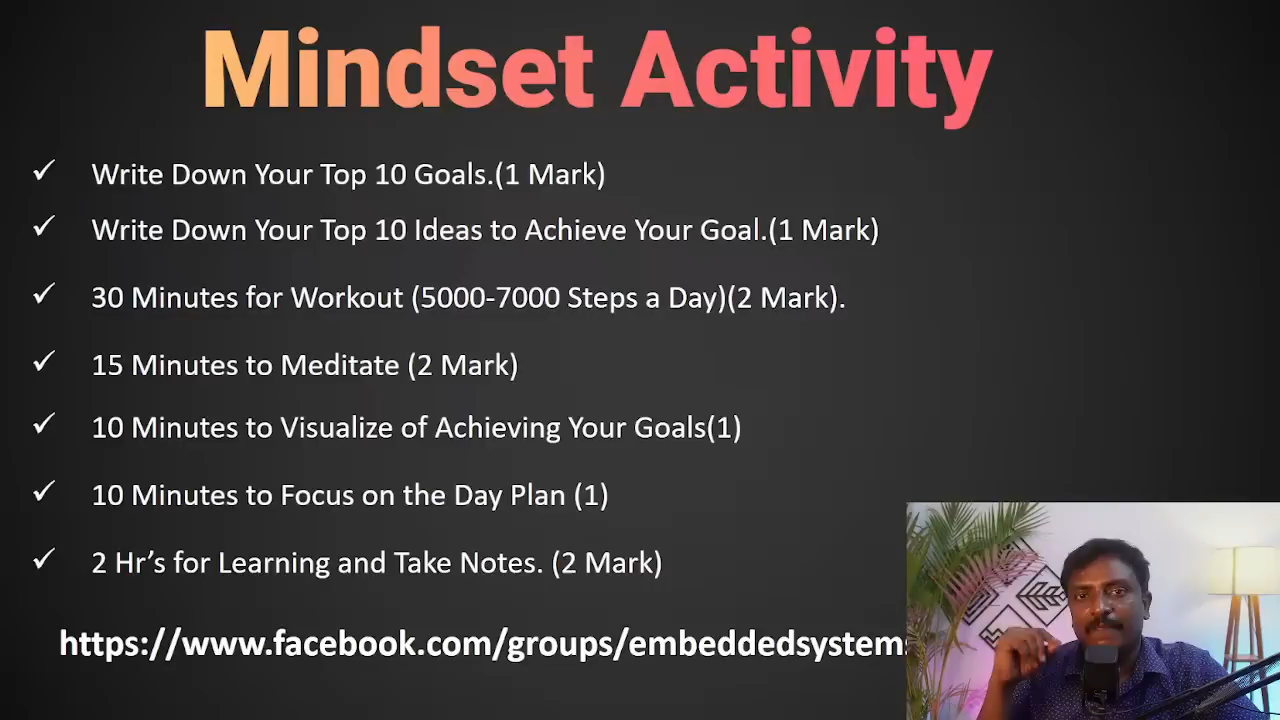 Mindset Activity
✓ Write Down Your Top 10 Goals.(1 Mark)
✓ Write Down Your Top 10 Ideas to Achieve Your Goal.(1 Mark)
✓ 30 Minutes for Workout (5000-7000 Steps a Day)(2 Mark).
✓ 15 Minutes to Meditate (2 Mark)
✓ 10 Minutes to Visualize of Achieving Your Goals(1)
✓ 10 Minutes to Focus on the Day Plan (1)
✓ 2 Hr’s for Learning and Take Notes. (2 Mark)
https://www.facebook.com/groups/embeddedsystems